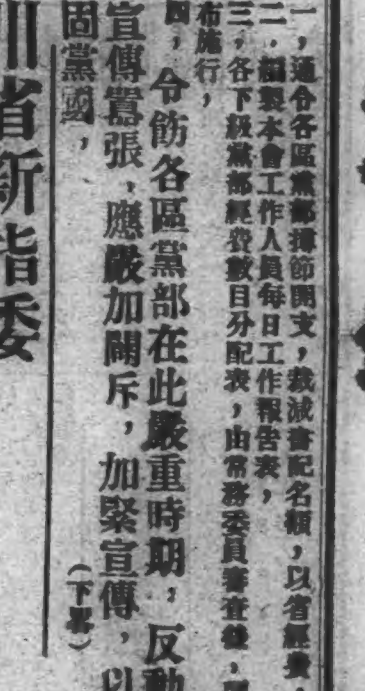 一，通令各區黨部撙節開支，裁減書記名額，以省經費，
二，編製本會工作人員每日工作報告表，
三，各下級黨部經費數目分配表，由常務委員審查後，
布施行，
四，令飭各區黨部在此嚴重時期，反動
宣傳囂張，應嚴加闢斥，加緊宣傳，以
固黨國，
（下畧）
川省新指委